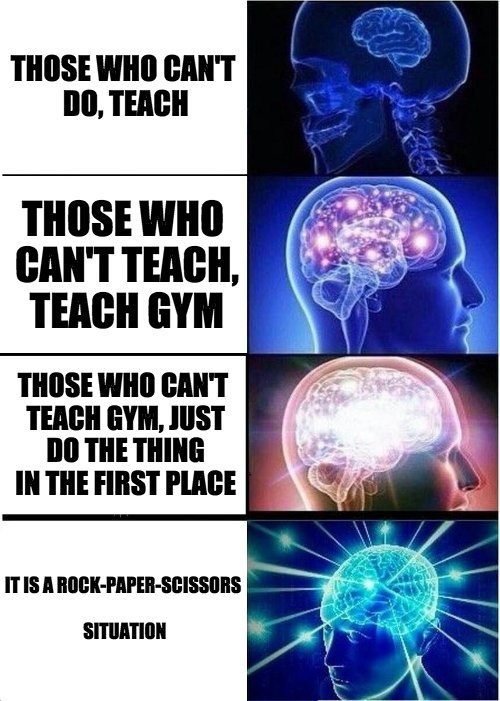 THOSE WHO CAN'T
DO, TEACH
THOSE WHO
CAN'T TEACH,
TEACH GYM
THOSE WHO CAN'T
TEACH GYM, JUST
DO THE THING
IN THE FIRST PLACE
IT IS A ROCK-PAPER-SCISSORS
SITUATION